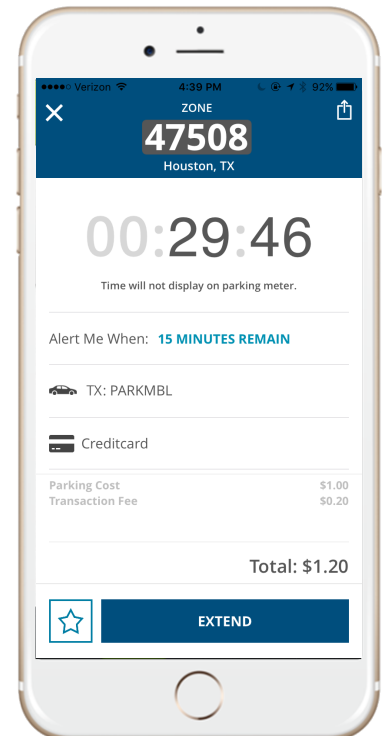 Verizon 4:39 PM 92%
ZONE
47508
Houston, TX
00:29:46
Time will not display on parking meter.
Alert Me When: 15 MINUTES REMAIN
TX: PARKMBL
Creditcard
Parking Cost $1.00
Transaction Fee $0.20
Total: $1.20
EXTEND